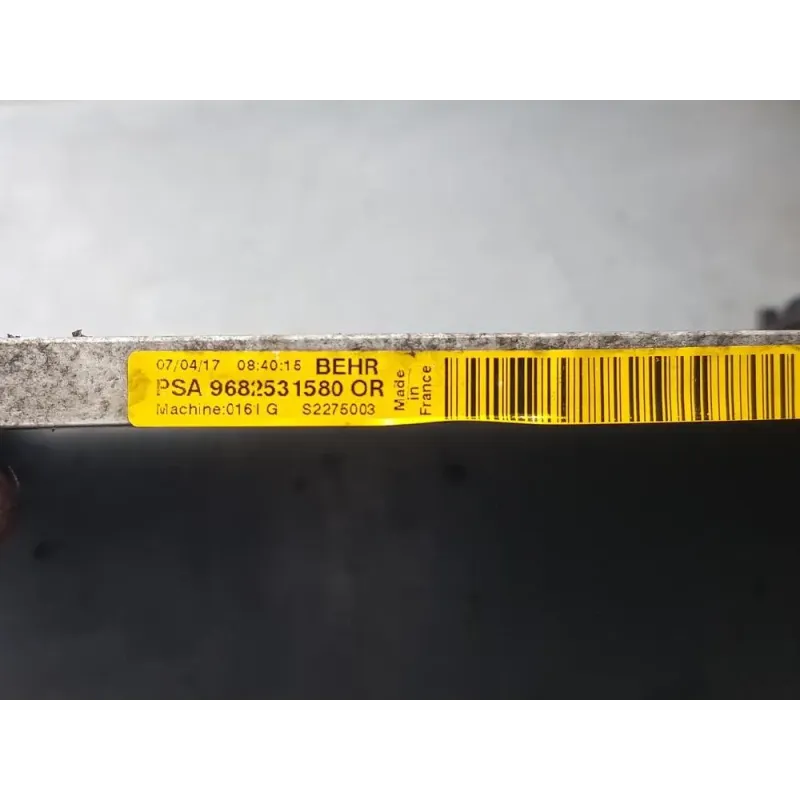 07/04/17 08:40:15 BEHR
PSA 9682531580 OR
Machine:0161 G S2275003
Made
in
France